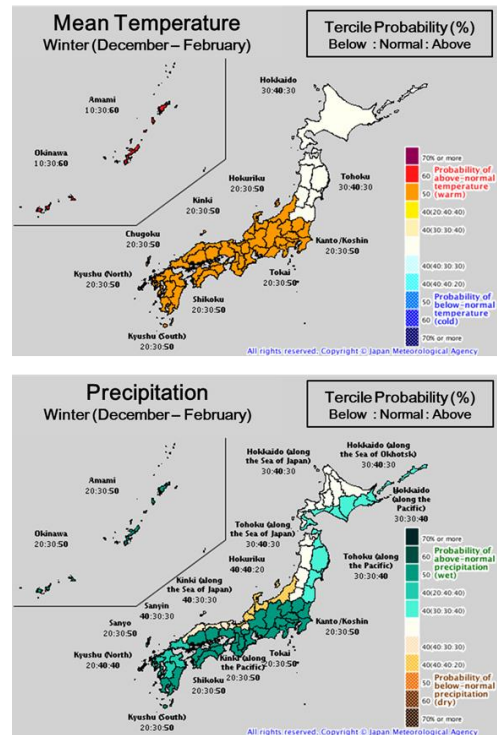 Mean Temperature
Winter (December – February)
Tercile Probability (%)
Below : Normal : Above
Hokkaido
30:40:30
Amami
10:30:60
Okinawa
10:30:60
Hokuriku
20:30:50
Tohoku
30:40:30
Kinki
20:30:50
Chugoku
20:30:50
Kanto/Koshin
20:30:50
Kyushu (North)
20:30:50
Tokai
20:30:50
Shikoku
20:30:50
Kyushu (South)
20:30:50
70% or more
60
Probability of
above-normal
temperature
(warm)
50
40(20:40:40)
40(30:30:40)
40(40:30:30)
40(40:40:20)
50
Probability of
below-normal
temperature
(cold)
60
70% or more
All rights reserved. Copyright © Japan Meteorological Agency
Precipitation
Winter (December – February)
Tercile Probability (%)
Below : Normal : Above
Hokkaido (along
the Sea of Japan)
30:40:30
Hokkaido (along
the Sea of Okhotsk)
30:40:30
Hokkaido
(along the
Pacific)
30:30:40
Amami
20:30:50
Okinawa
20:30:50
Tohoku (along
the Sea of Japan)
30:40:30
Hokuriku
40:40:20
Tohoku (along
the Pacific)
30:30:40
Kinki (along
the Sea of Japan)
40:30:30
Sanyin
40:30:30
Sanyo
20:30:50
Kanto/Koshin
20:30:50
Kyushu (North)
20:40:40
Kinki (along
the Pacific)
20:30:50
Tokai
20:30:50
Shikoku
20:30:50
Kyushu (South)
20:30:50
70% or more
60
Probability of
above-normal
precipitation
(wet)
50
40(20:40:40)
40(30:30:40)
40(40:30:30)
40(40:40:20)
50
Probability of
below-normal
precipitation
(dry)
60
70% or more
All rights reserved. Copyright © Japan Meteorological Agency